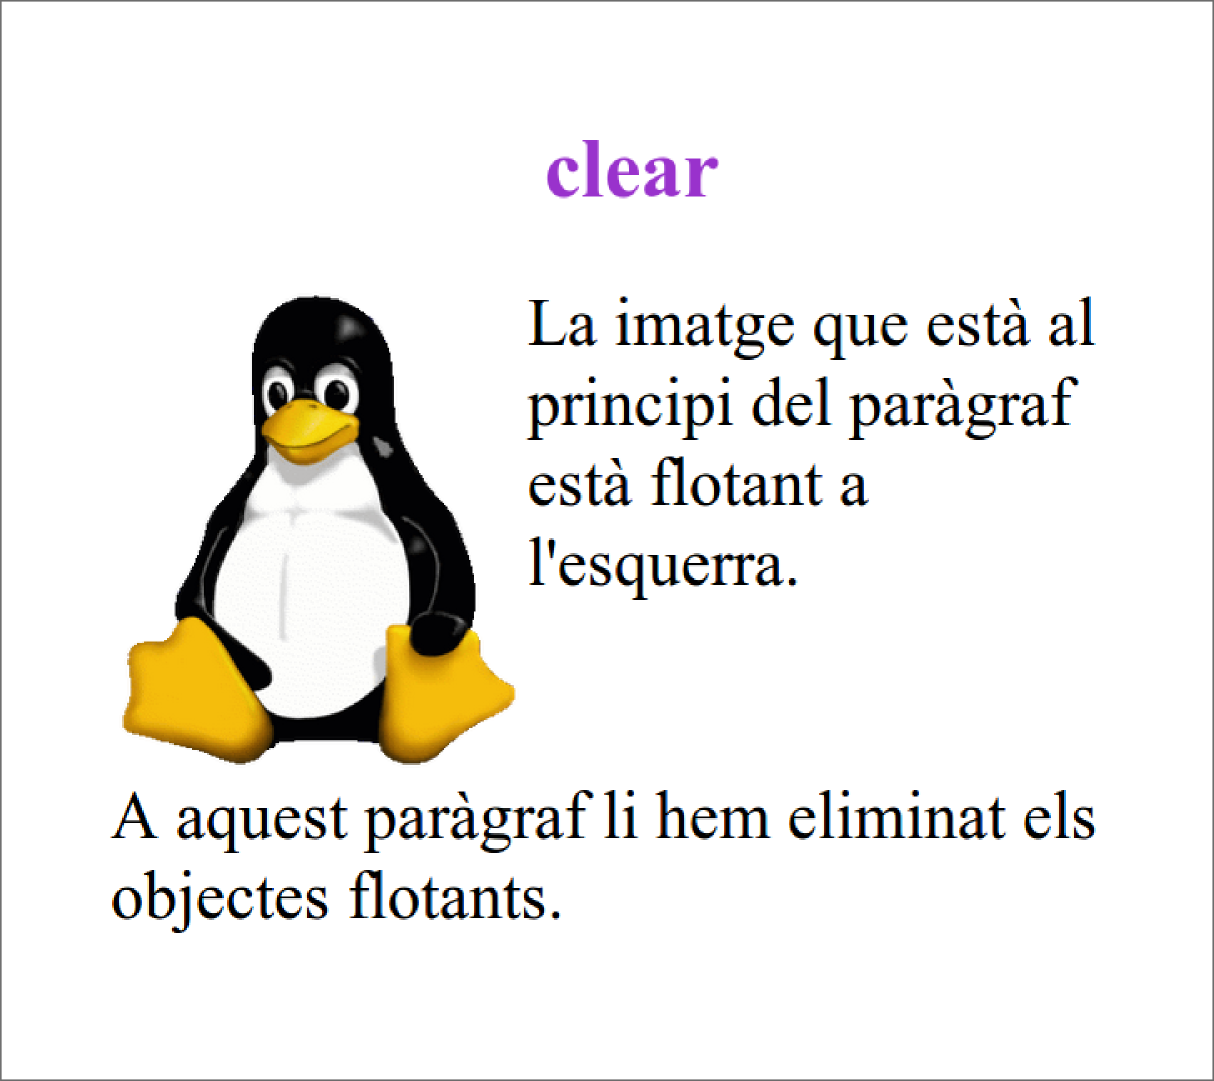 clear
La imatge que està al
principi del paràgraf
està flotant a
l'esquerra.
A aquest paràgraf li hem eliminat els
objectes flotants.